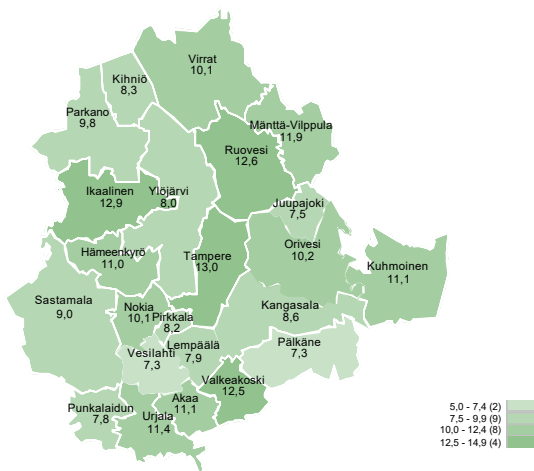 Virrat
10,1
Kihniö
8,3
Parkano
9,8
Mänttä-Vilppula
11,9
Ruovesi
12,6
Ikaalinen
12,9
Ylöjärvi
8,0
Juupajoki
7,5
Hämeenkyrö
11,0
Tampere
13,0
Orivesi
10,2
Kuhmoinen
11,1
Sastamala
9,0
Nokia
10,1
Pirkkala
8,2
Kangasala
8,6
Vesilahti
7,3
Lempäälä
7,9
Pälkäne
7,3
Valkeakoski
12,5
Punkalaidun
7,8
Akaa
11,1
Urjala
11,4
5,0 - 7,4 (2)
7,5 - 9,9 (9)
10,0 - 12,4 (8)
12,5 - 14,9 (4)